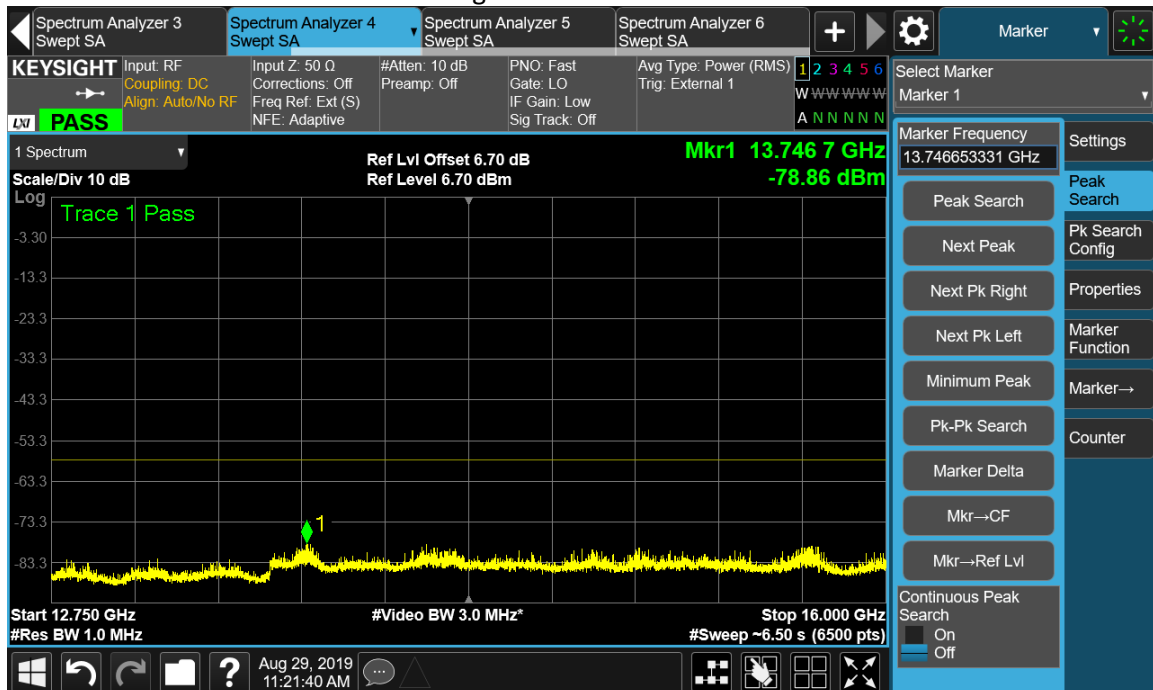 Spectrum Analyzer 3
Swept SA
Spectrum Analyzer 4
Swept SA
Spectrum Analyzer 5
Swept SA
Spectrum Analyzer 6
Swept SA
+
Marker
KEYSIGHT
LXI
PASS
Input: RF
Coupling: DC
Align: Auto/No RF
Input Z: 50 Ω
Corrections: Off
Freq Ref: Ext (S)
NFE: Adaptive
#Atten: 10 dB
Preamp: Off
PNO: Fast
Gate: LO
IF Gain: Low
Sig Track: Off
Avg Type: Power (RMS)
Trig: External 1
1 2 3 4 5 6
W W W W W W
A N N N N N
Select Marker
Marker 1
1 Spectrum
Scale/Div 10 dB
Ref Lvl Offset 6.70 dB
Ref Level 6.70 dBm
Mkr1 13.746 7 GHz
-78.86 dBm
Log
Trace 1 Pass
-3.30
-13.3
-23.3
-33.3
-43.3
-53.3
-63.3
-73.3
-83.3
1
Start 12.750 GHz
#Video BW 3.0 MHz*
Stop 16.000 GHz
#Res BW 1.0 MHz
#Sweep ~6.50 s (6500 pts)
Marker Frequency
13.746653331 GHz
Peak Search
Next Peak
Next Pk Right
Next Pk Left
Minimum Peak
Pk-Pk Search
Marker Delta
Mkr→CF
Mkr→Ref Lvl
Continuous Peak
Search
On
Off
Settings
Peak
Search
Pk Search
Config
Properties
Marker
Function
Marker→
Counter
?
Aug 29, 2019
11:21:40 AM